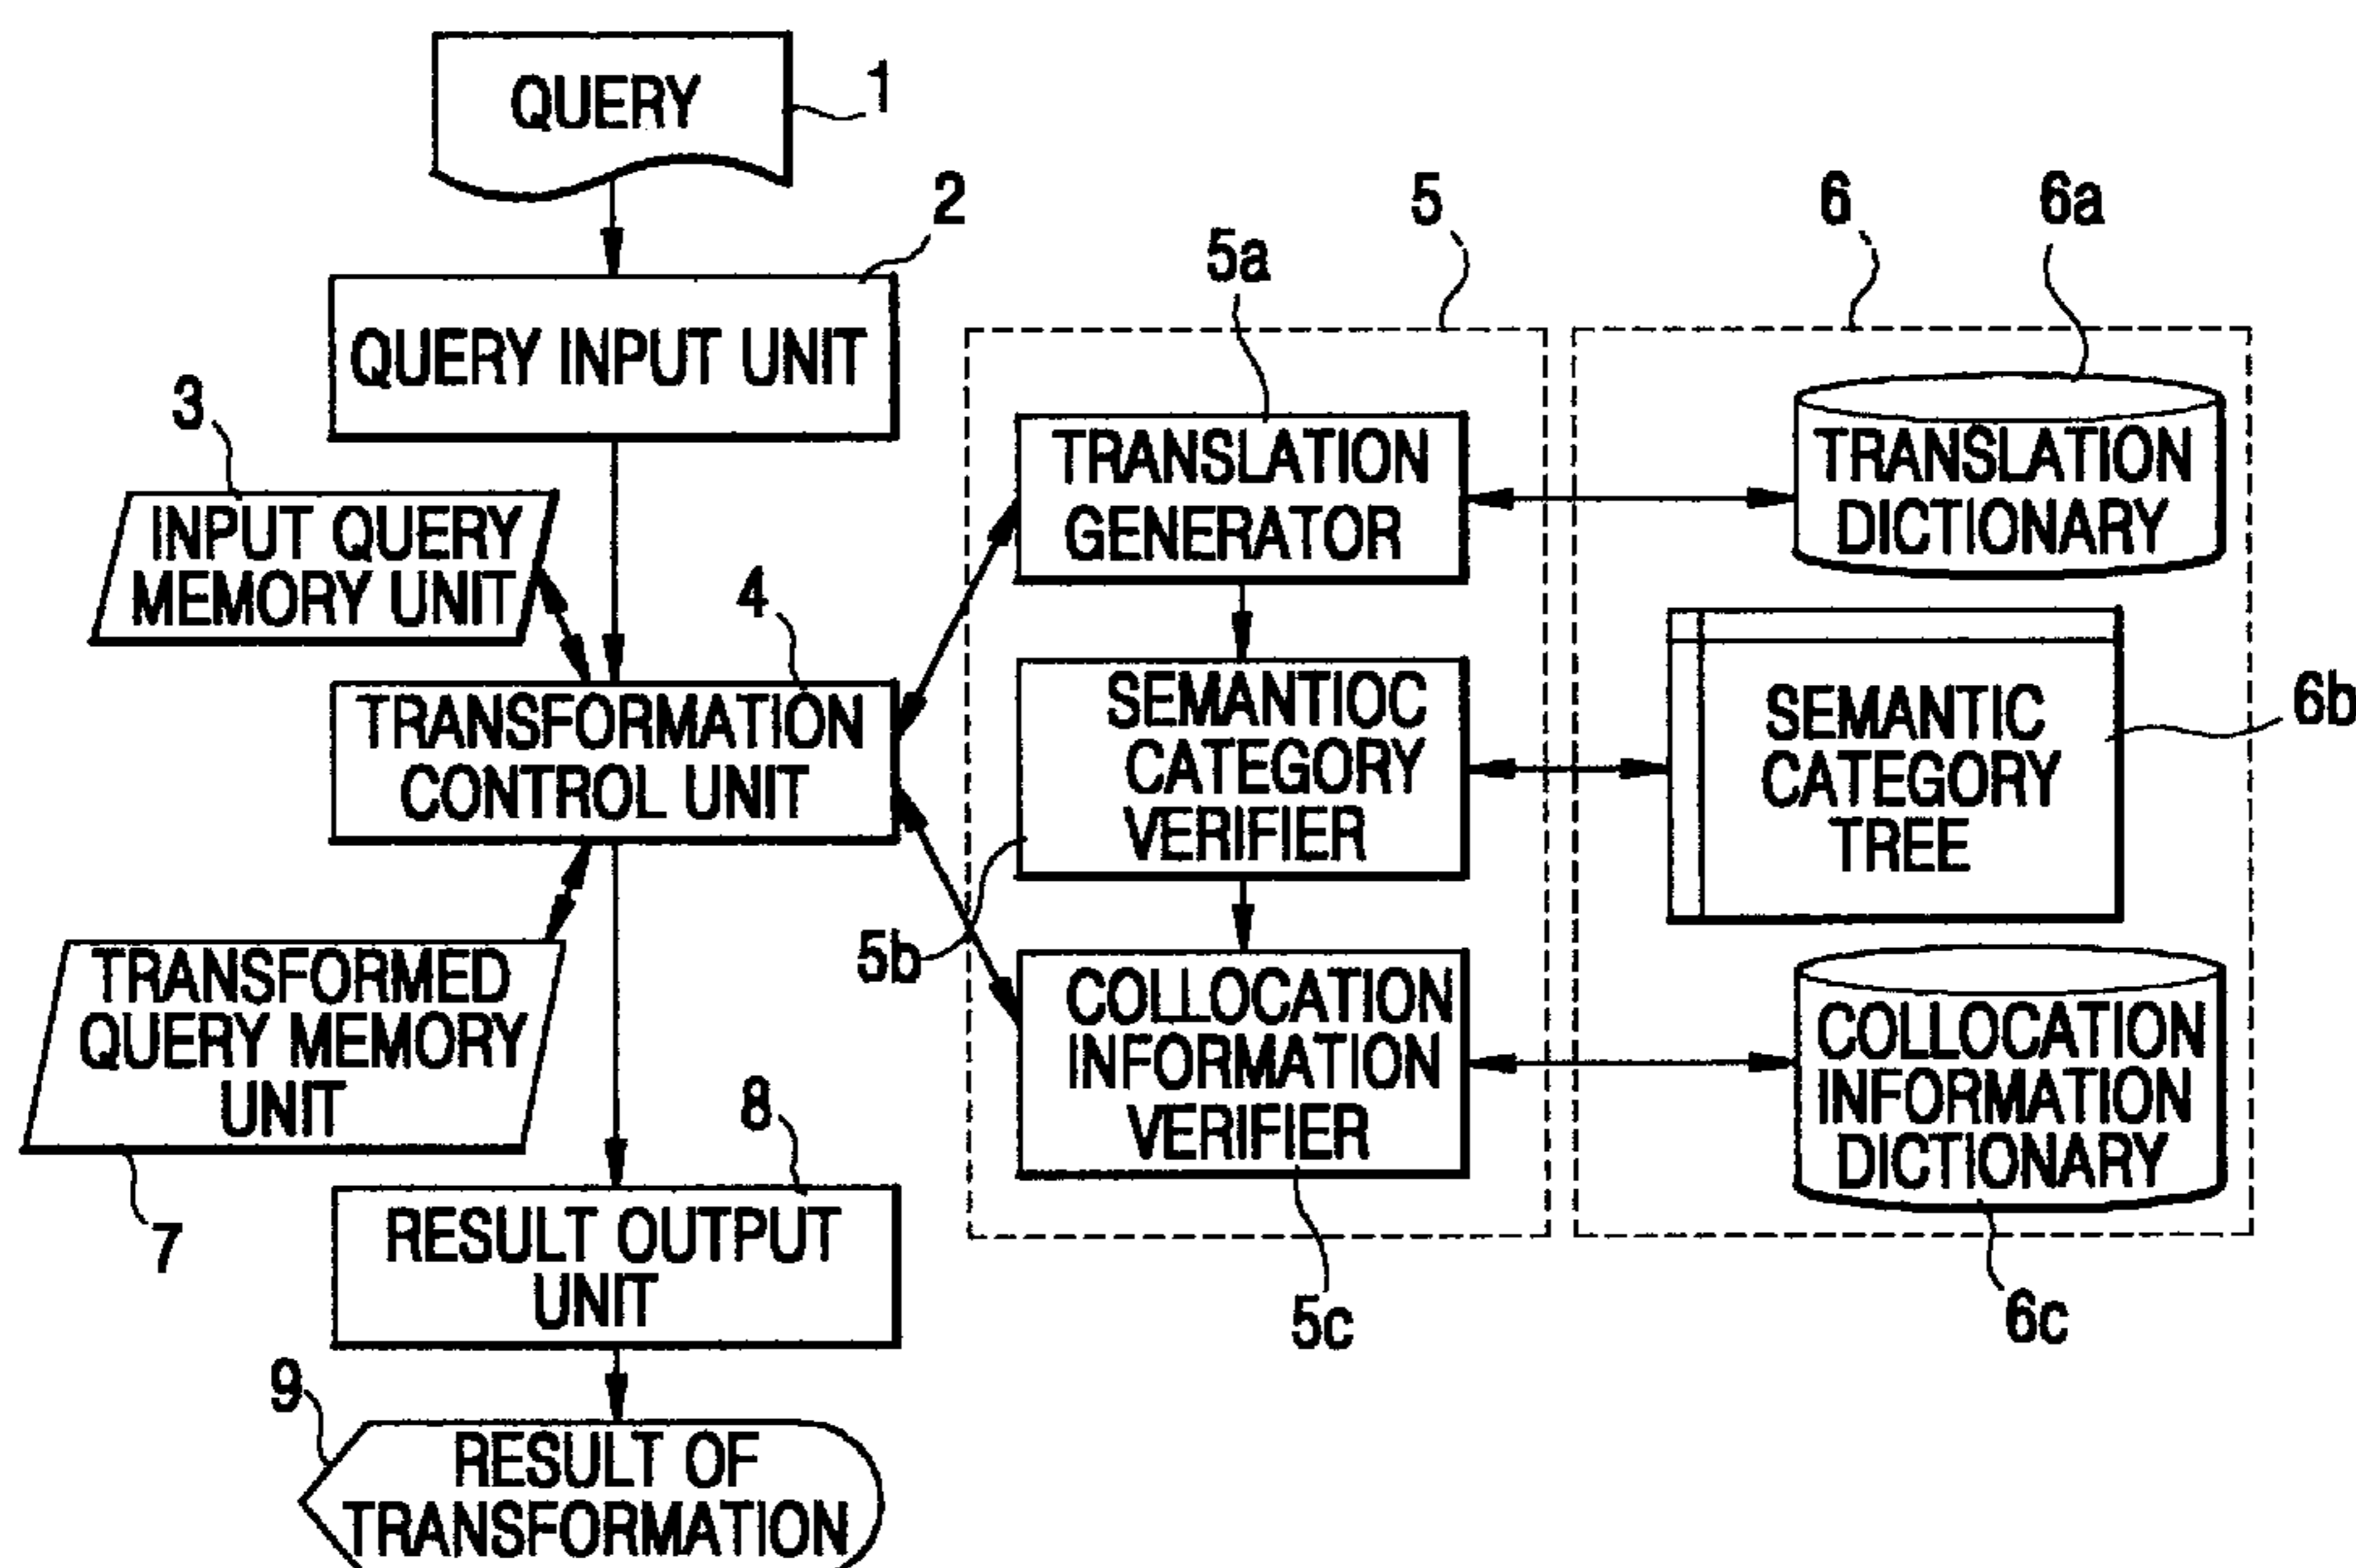 QUERY
1
2
QUERY INPUT UNIT
3
INPUT QUERY
MEMORY UNIT
4
TRANSFORMATION
CONTROL UNIT
TRANSFORMED
QUERY MEMORY
UNIT
7
8
RESULT OUTPUT
UNIT
9
RESULT OF
TRANSFORMATION
5
5a
TRANSLATION
GENERATOR
SEMANTIOC
CATEGORY
VERIFIER
5b
COLLOCATION
INFORMATION
VERIFIER
5c
6
6a
TRANSLATION
DICTIONARY
SEMANTIC
CATEGORY
TREE
6b
COLLOCATION
INFORMATION
DICTIONARY
6c